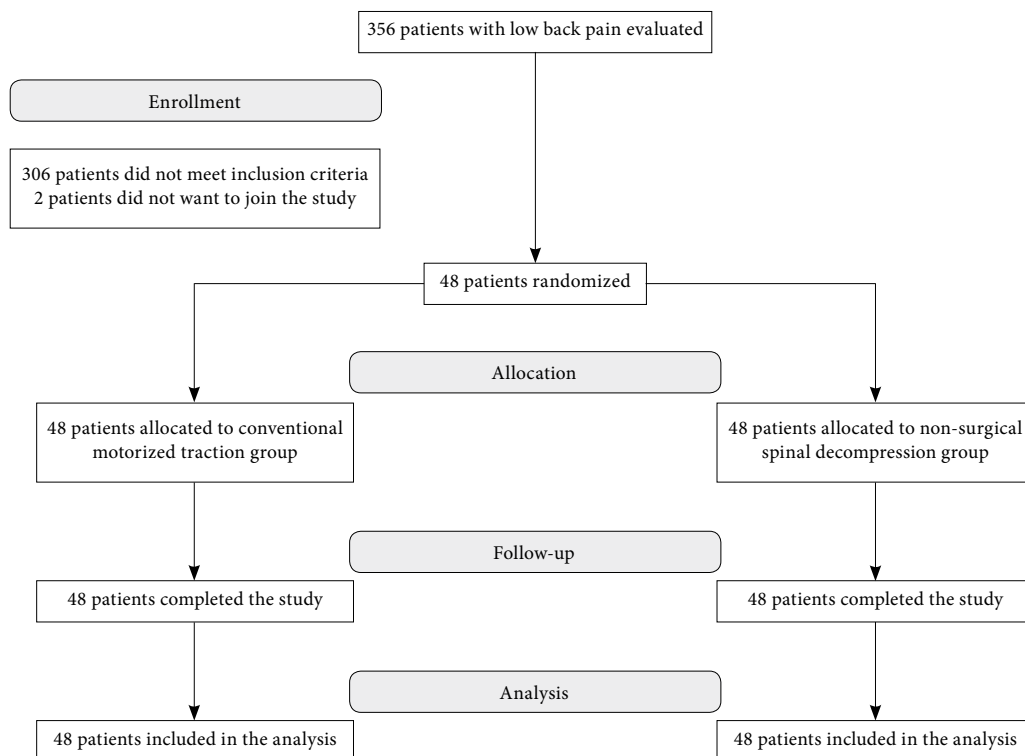 356 patients with low back pain evaluated
Enrollment
306 patients did not meet inclusion criteria
2 patients did not want to join the study
48 patients randomized
Allocation
48 patients allocated to conventional
motorized traction group
48 patients allocated to non-surgical
spinal decompression group
Follow-up
48 patients completed the study
48 patients completed the study
Analysis
48 patients included in the analysis
48 patients included in the analysis